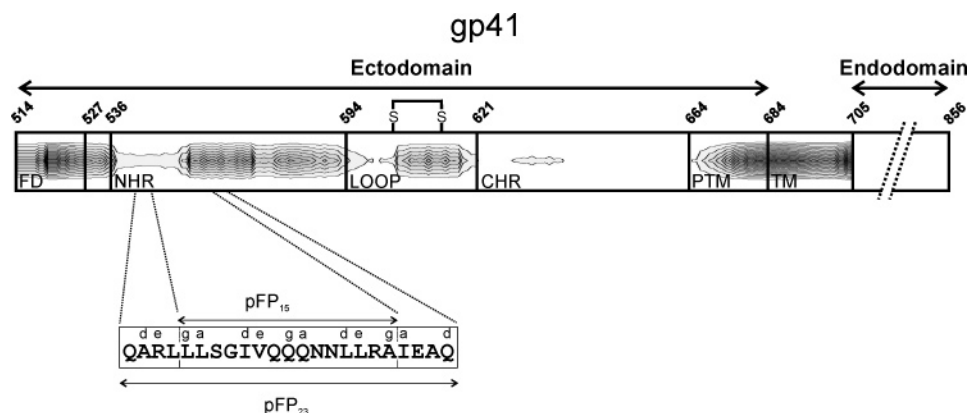 gp41
Ectodomain Endodomain
514 527 536 594 S S 621 664 684 705 856
FD NHR LOOP CHR PTM TM
pFP15
d e g a d e g a d e g a d
QARLLLSGIVQQQNNLLRAIEAQ
pFP23